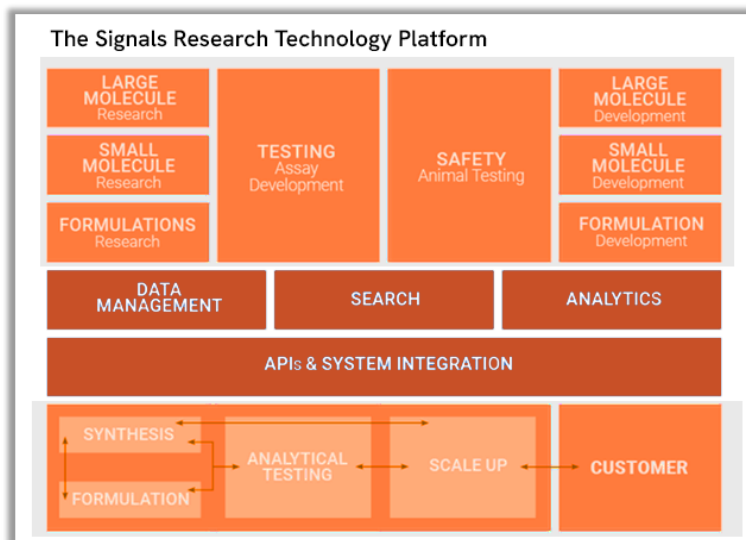 The Signals Research Technology Platform
LARGE
MOLECULE
Research
SMALL
MOLECULE
Research
FORMULATIONS
Research
TESTING
Assay
Development
SAFETY
Animal Testing
LARGE
MOLECULE
Development
SMALL
MOLECULE
Development
FORMULATION
Development
DATA
MANAGEMENT
SEARCH
ANALYTICS
APIs & SYSTEM INTEGRATION
SYNTHESIS
FORMULATION
ANALYTICAL
TESTING
SCALE UP
CUSTOMER